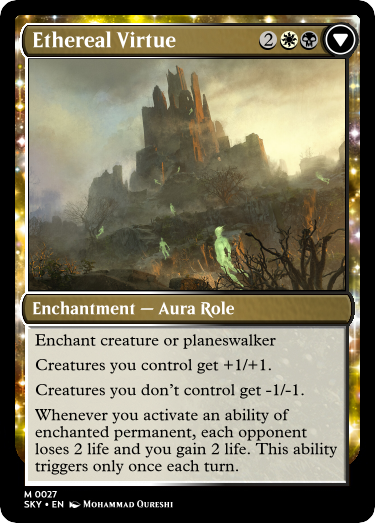 Ethereal Virtue 2
Enchantment — Aura Role
Enchant creature or planeswalker
Creatures you control get +1/+1.
Creatures you don't control get -1/-1.
Whenever you activate an ability of
enchanted permanent, each opponent
loses 2 life and you gain 2 life. This ability
triggers only once each turn.
M 0027
SKY • EN Mohammad Qureshi